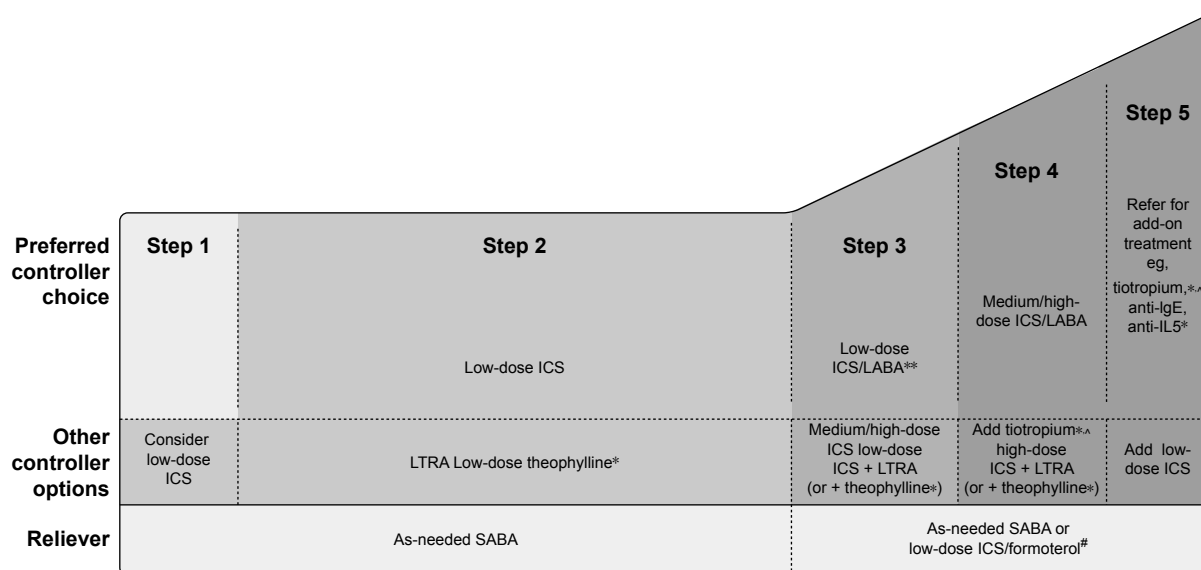 Step 5
Step 4
Refer for
add-on
treatment
eg,
tiotropium,*,^
anti-IgE,
anti-IL5*
Preferred
controller
choice
Step 1
Step 2
Step 3
Medium/high-
dose ICS/LABA
Low-dose ICS
Low-dose
ICS/LABA**
Other
controller
options
Consider
low-dose
ICS
LTRA Low-dose theophylline*
Medium/high-dose
ICS low-dose
ICS + LTRA
(or + theophylline*)
Add tiotropium*,^
high-dose
ICS + LTRA
(or + theophylline*)
Add low-
dose ICS
Reliever
As-needed SABA
As-needed SABA or
low-dose ICS/formoterol#